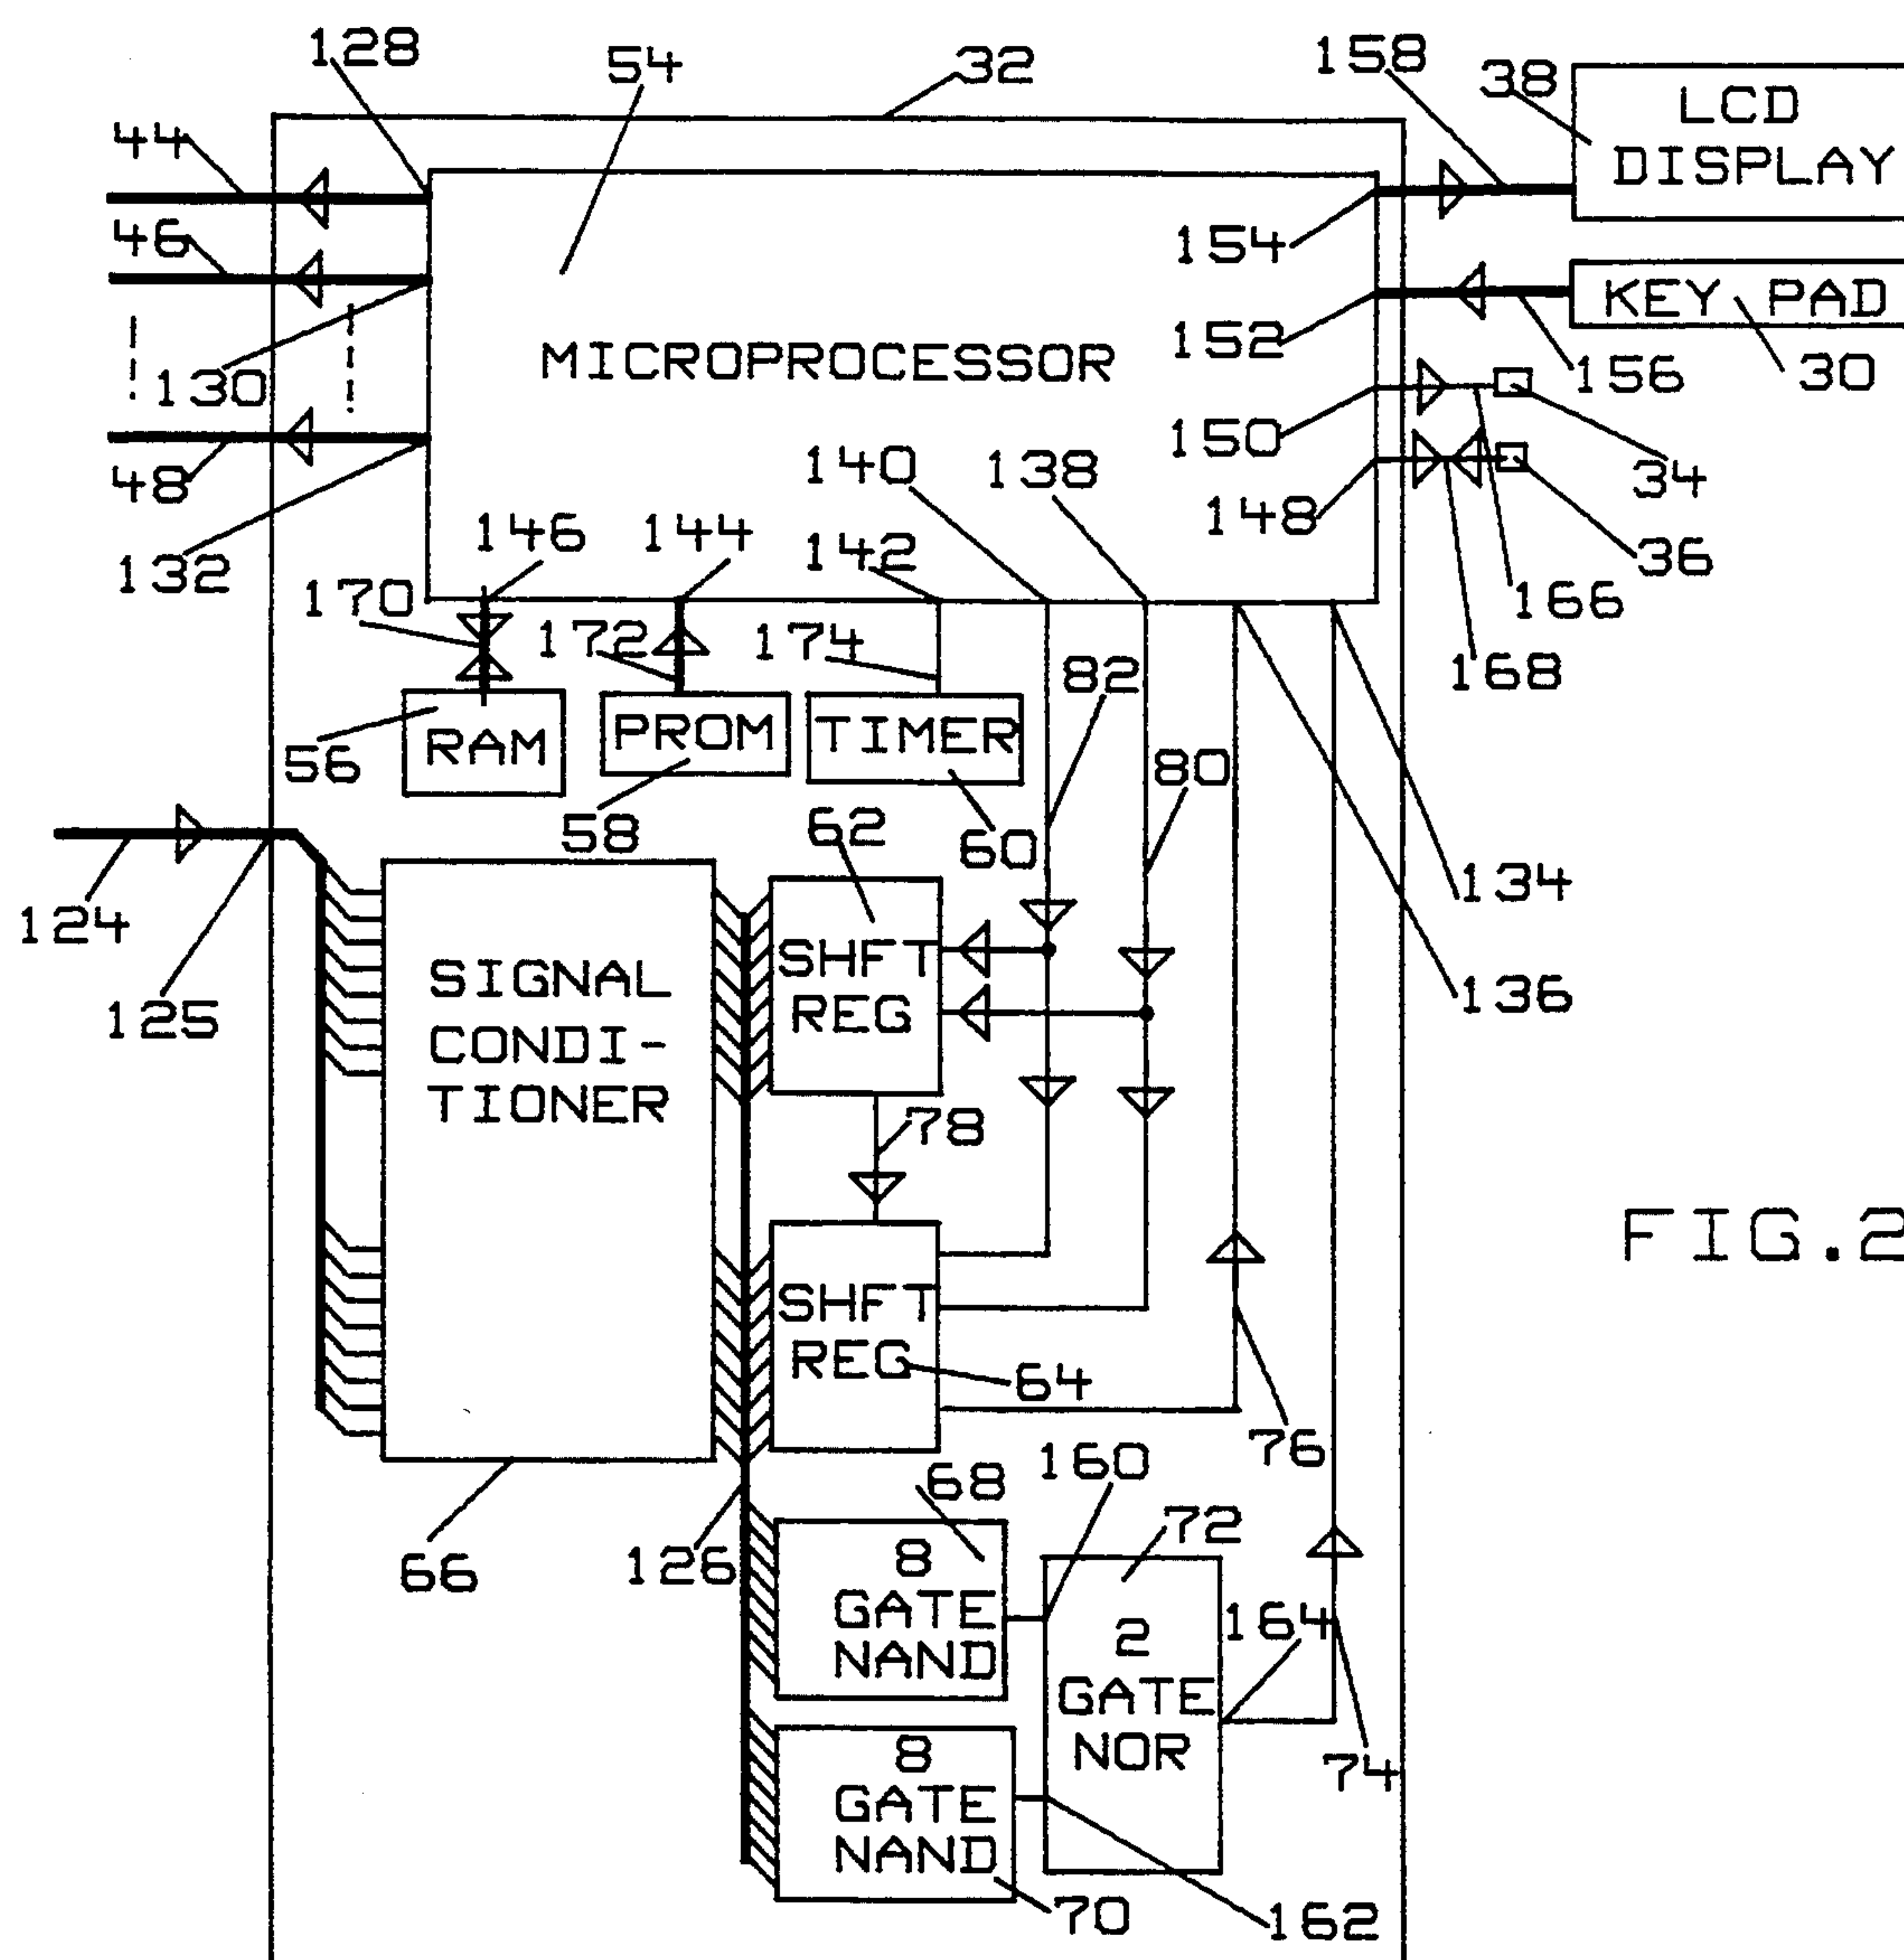 128
54
32
158
38
LCD
DISPLAY
44
46
154
KEY PAD
130
MICROPROCESSOR
152
156
30
48
150
34
140
138
148
36
132
146
144
142
166
170
172
174
168
82
56
RAM
PROM
TIMER
80
58
62
60
134
124
125
SIGNAL
CONDI-
TIONER
SHFT
REG
136
78
FIG.2
SHFT
REG
64
76
66
126
68
160
72
8
GATE
NAND
2
GATE
NOR
164
74
8
GATE
NAND
70
162